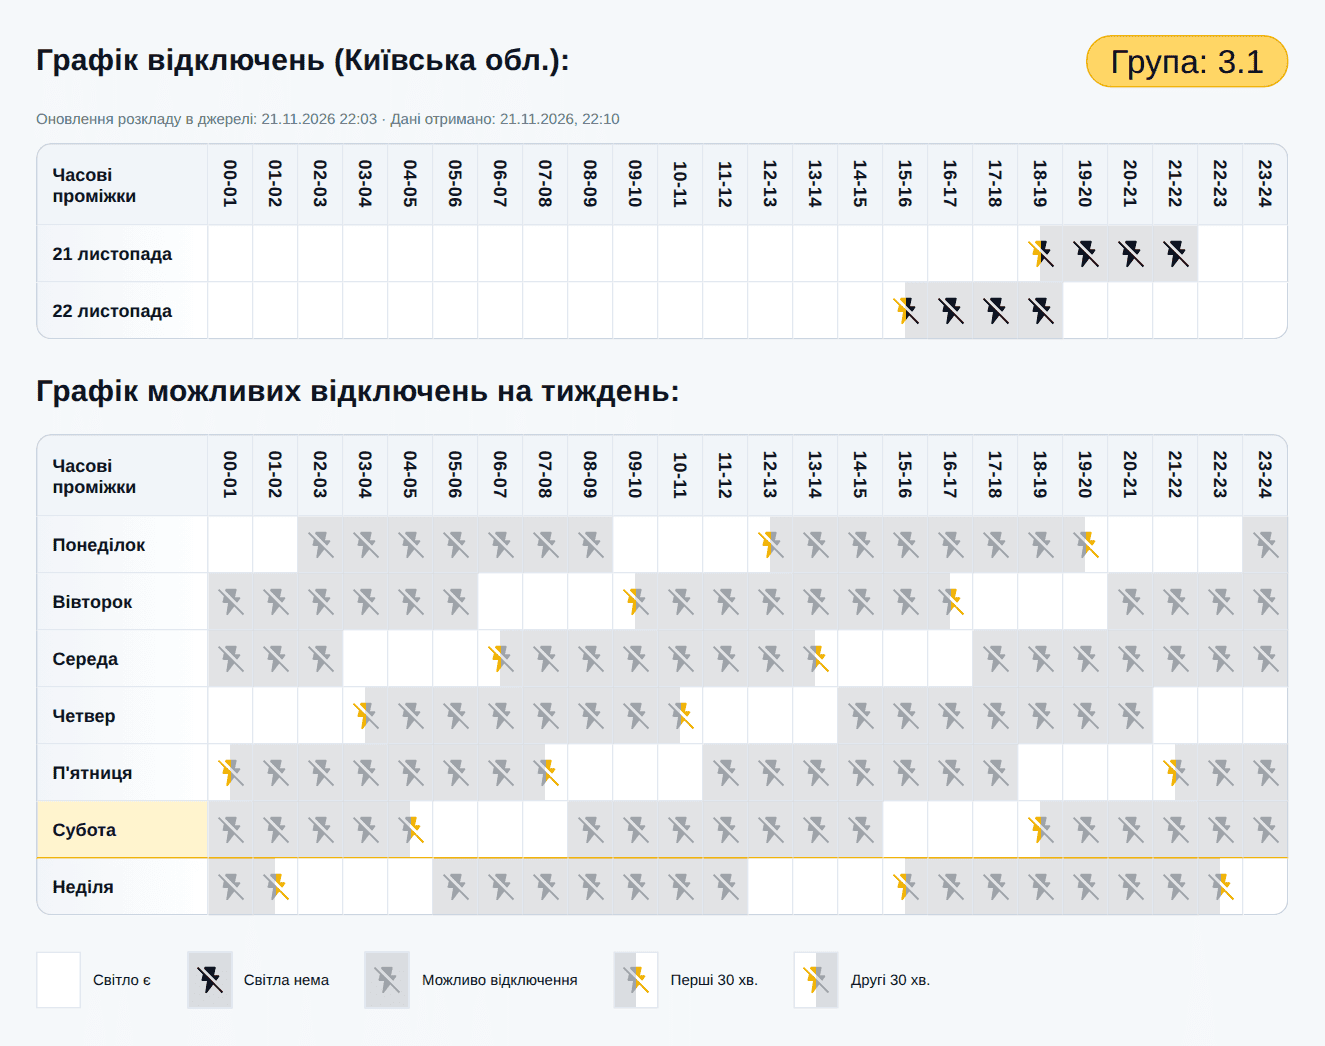 Графік відключень (Київська обл.):
Група: 3.1
Оновлення розкладу в джерелі: 21.11.2026 22:03 · Дані отримано: 21.11.2026, 22:10
Часові проміжки 00-01 01-02 02-03 03-04 04-05 05-06 06-07 07-08 08-09 09-10 10-11 11-12 12-13 13-14 14-15 15-16 16-17 17-18 18-19 19-20 20-21 21-22 22-23 23-24
21 листопада
22 листопада
Графік можливих відключень на тиждень:
Часові проміжки 00-01 01-02 02-03 03-04 04-05 05-06 06-07 07-08 08-09 09-10 10-11 11-12 12-13 13-14 14-15 15-16 16-17 17-18 18-19 19-20 20-21 21-22 22-23 23-24
Понеділок
Вівторок
Середа
Четвер
П'ятниця
Субота
Неділя
Світло є Світла нема Можливо відключення Перші 30 хв. Другі 30 хв.